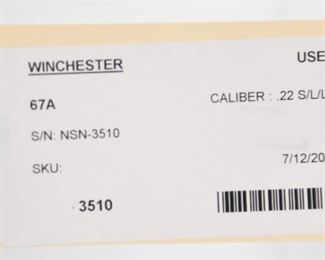 WINCHESTER USE
67A CALIBER : .22 S/L/L
S/N: NSN-3510
SKU: 7/12/20
3510